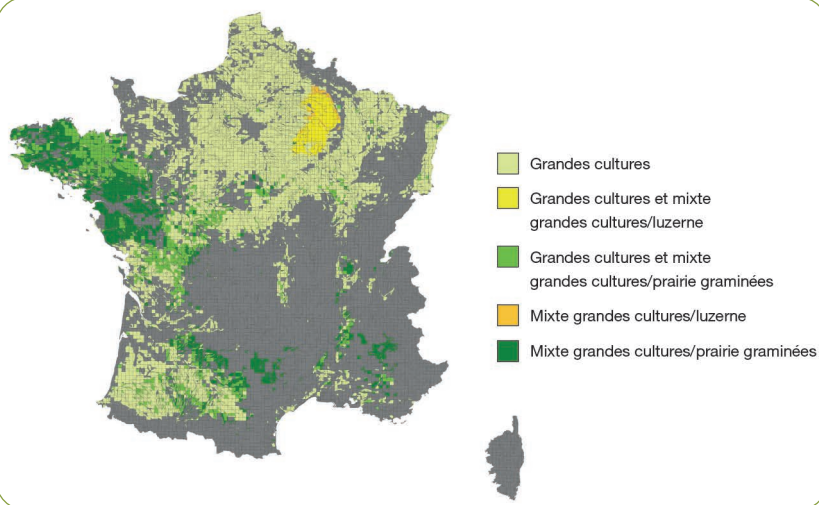 Grandes cultures
Grandes cultures et mixte
grandes cultures/luzerne
Grandes cultures et mixte
grandes cultures/prairie graminées
Mixte grandes cultures/luzerne
Mixte grandes cultures/prairie graminées